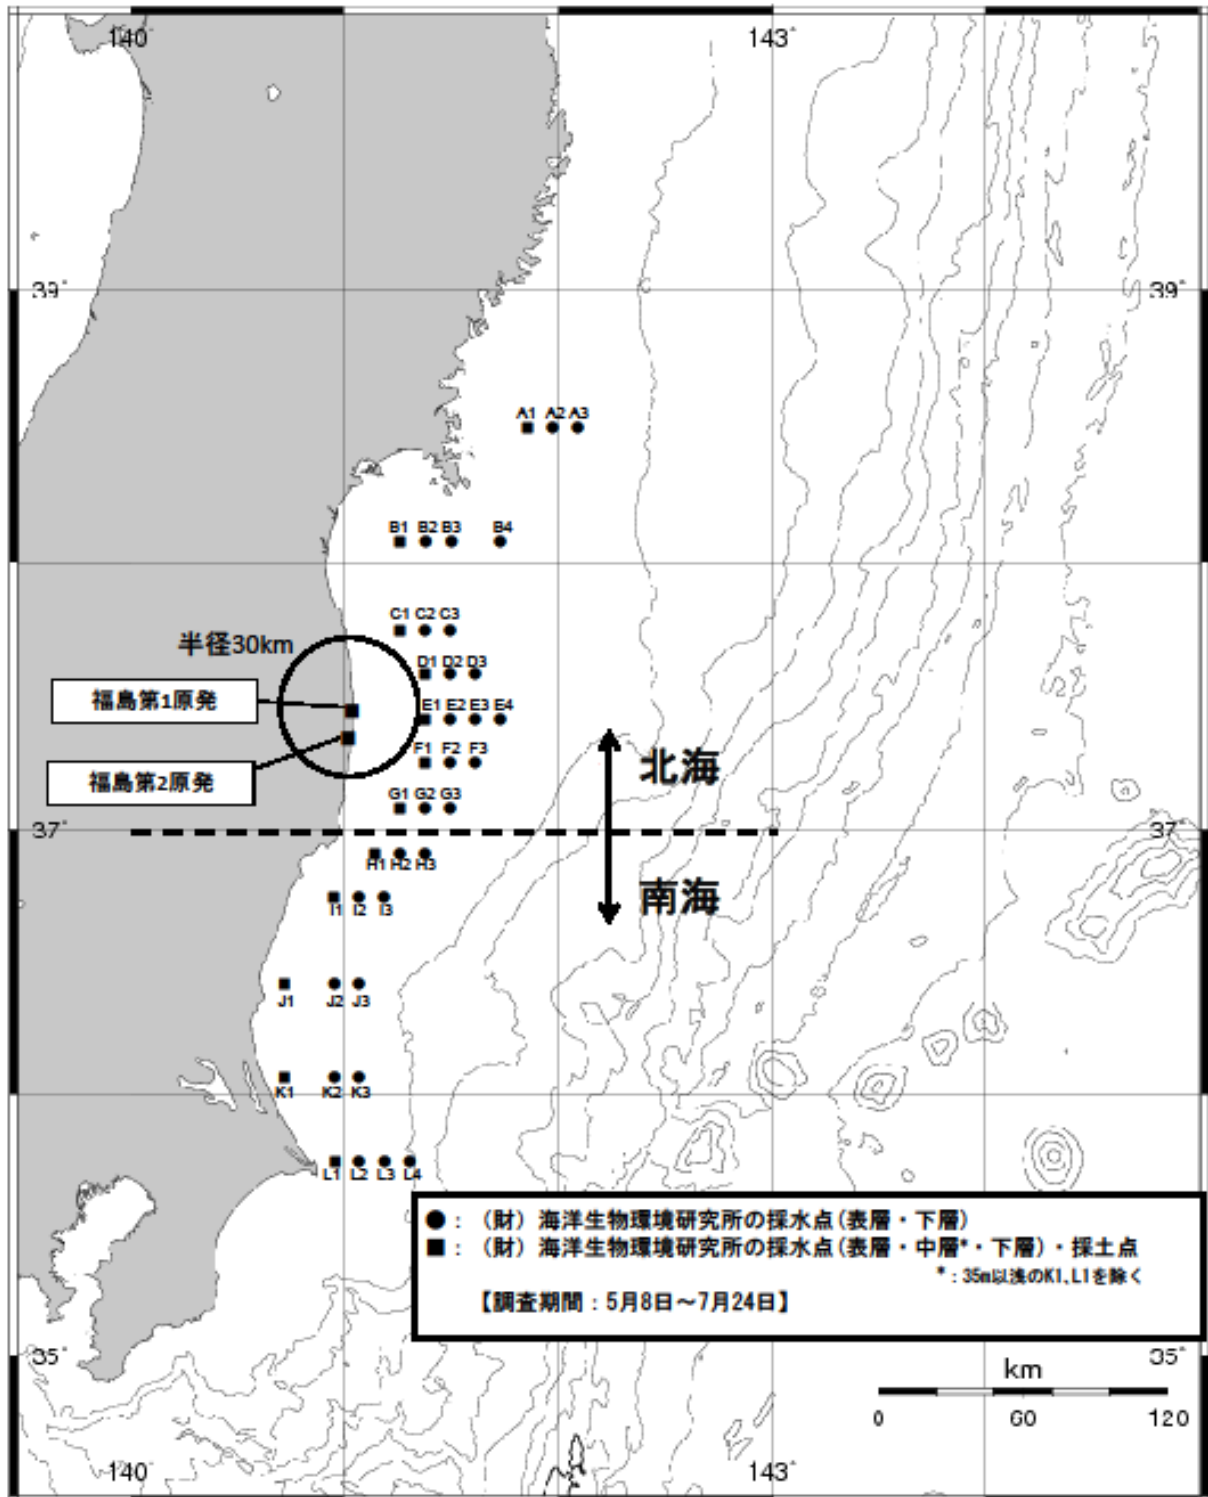 140° 143°
39° 39°
A1 A2 A3
B1 B2 B3 B4
C1 C2 C3
半径30km
D1 D2 D3
福島第1原発
E1 E2 E3 E4
北海
F1 F2 F3
福島第2原発
G1 G2 G3
37° 37°
H1 H2 H3
南海
I1 I2 I3
J1 J2 J3
K1 K2 K3
L1 L2 L3 L4
●：（財）海洋生物環境研究所の採水点(表層・下層)
■：（財）海洋生物環境研究所の採水点(表層・中層*・下層)・採土点
*：35m以浅のK1,L1を除く
【調査期間：5月8日～7月24日】
35° 35°
km
0 60 120
140 143°